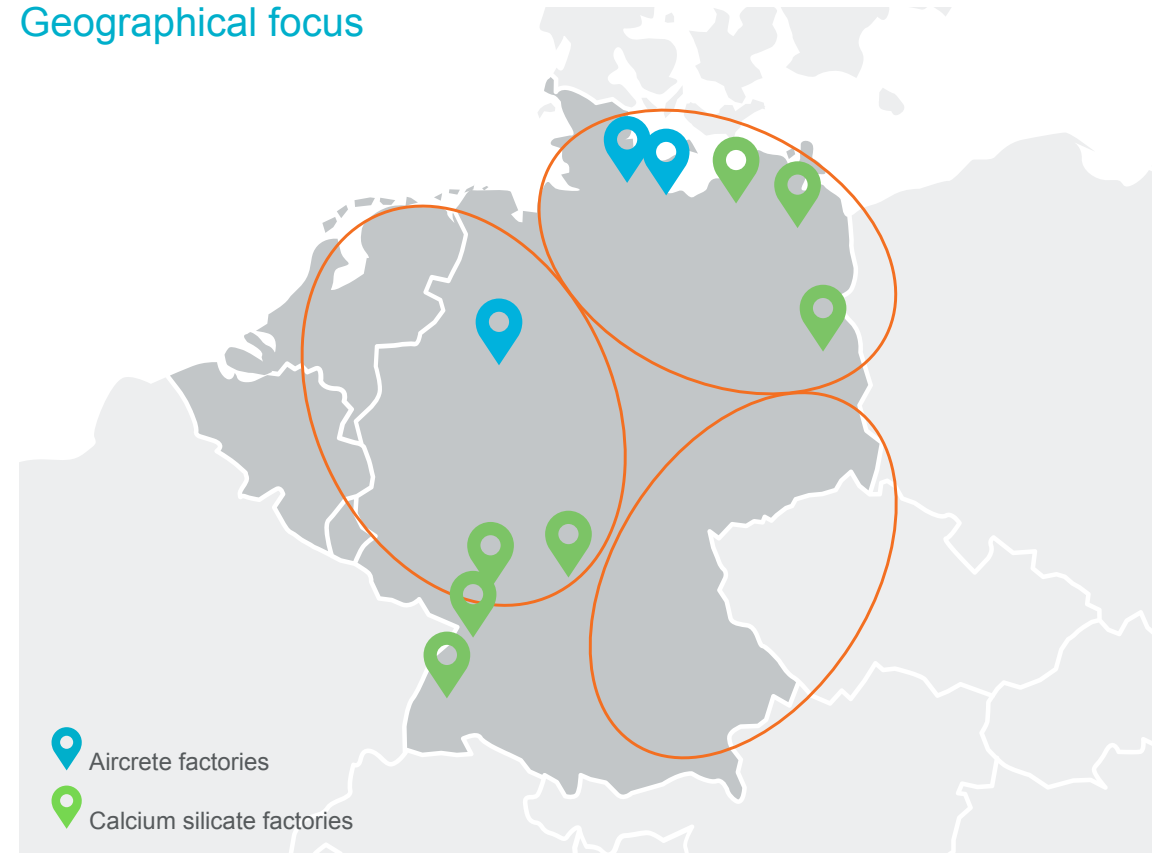 Geographical focus
Aircrete factories
Calcium silicate factories